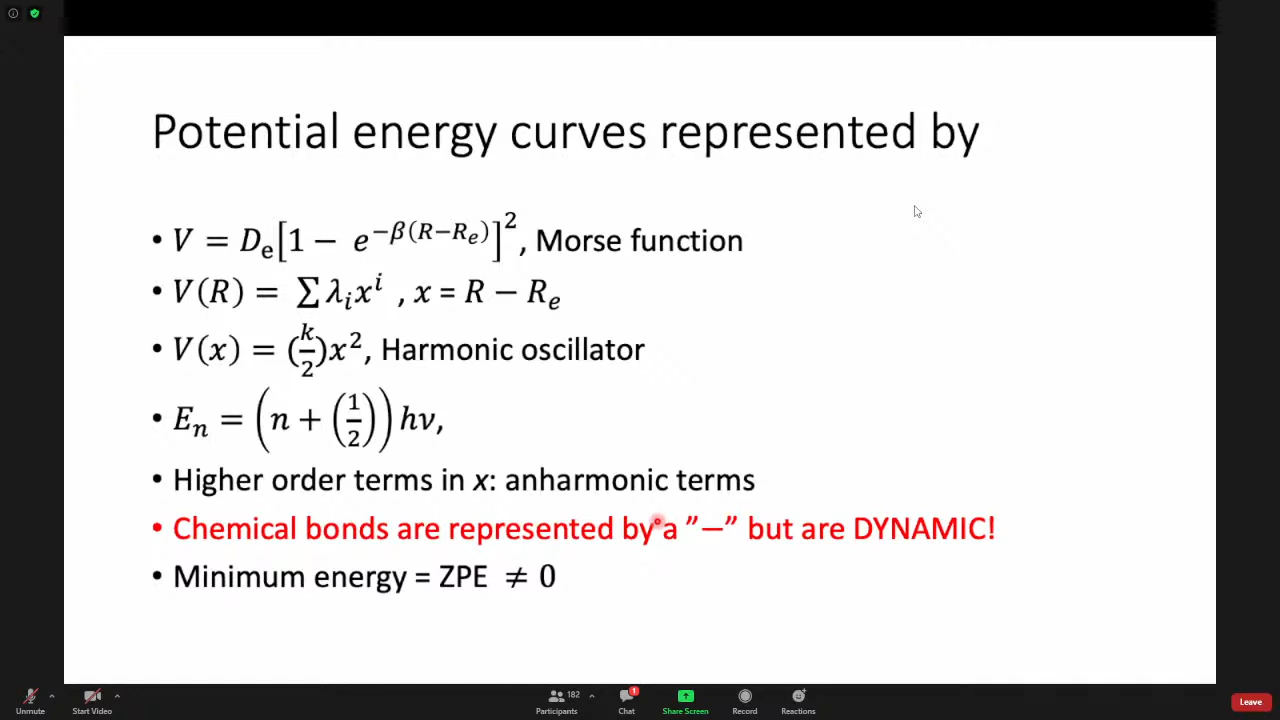 Potential energy curves represented by
• V = Dₑ[1 − e^{−β(R−Rₑ)}]², Morse function
• V(R) = ∑ λᵢxⁱ , x = R − Rₑ
• V(x) = (k/2)x², Harmonic oscillator
• Eₙ = (n + (1/2)) hν,
• Higher order terms in x: anharmonic terms
• Chemical bonds are represented by a ”—” but are DYNAMIC!
• Minimum energy = ZPE ≠ 0
Unmute
Start Video
182
Participants
1
Chat
Share Screen
Record
Reactions
Leave